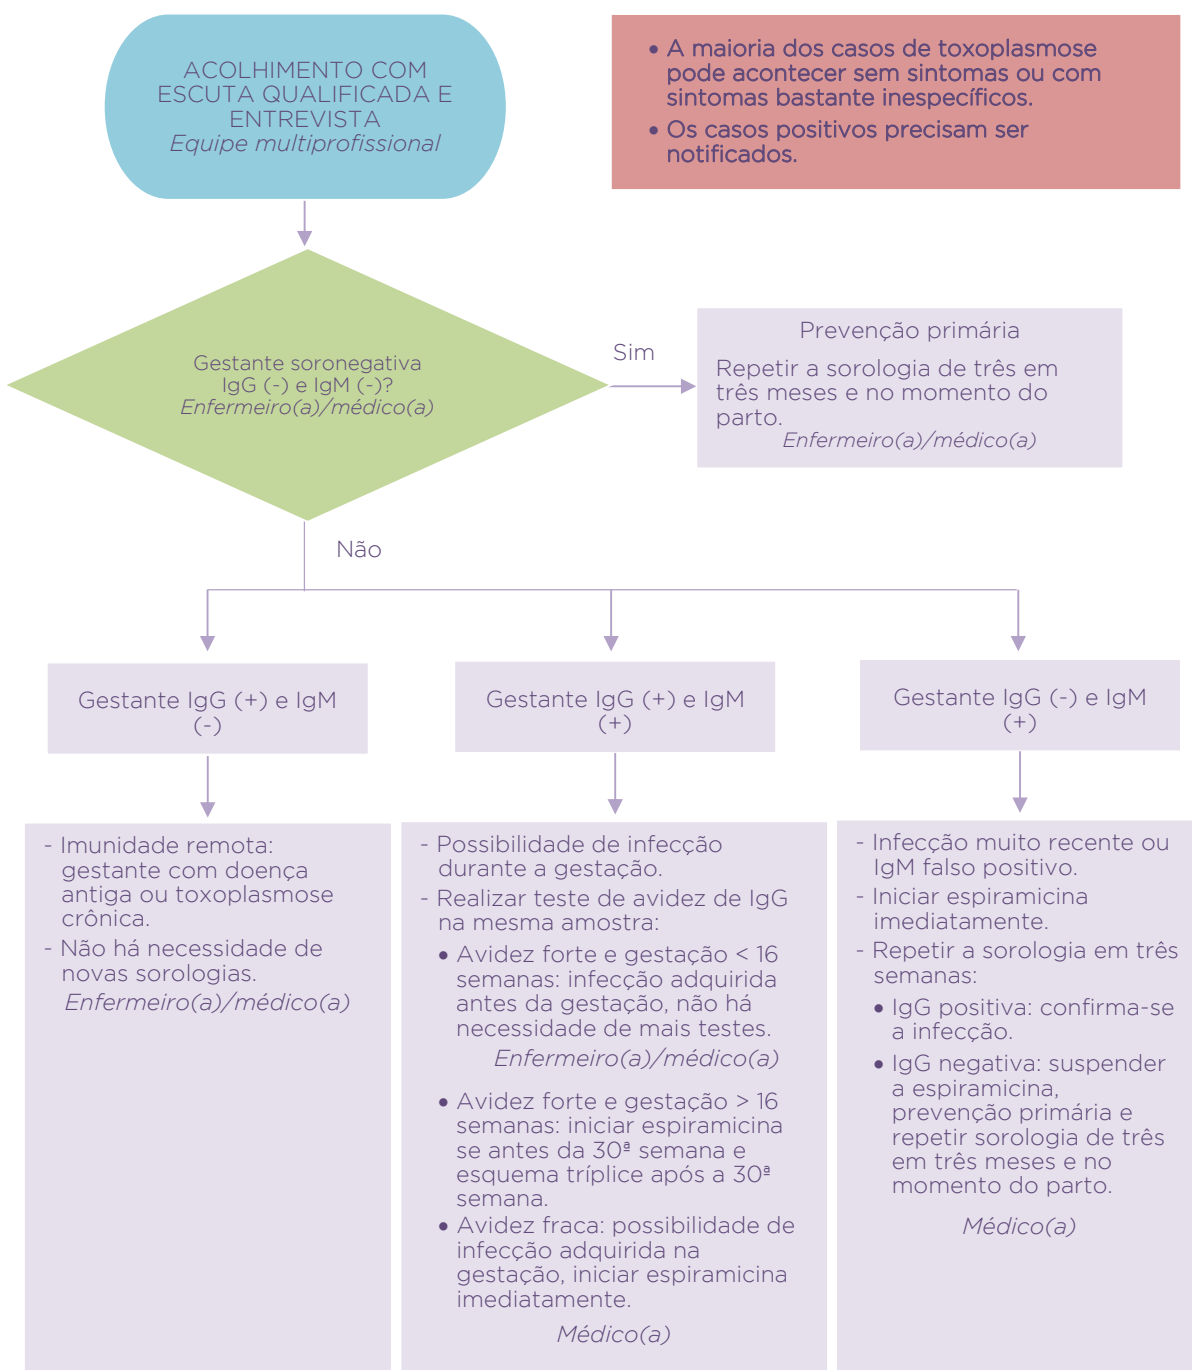 ACOLHIMENTO COM
ESCUTA QUALIFICADA E
ENTREVISTA
Equipe multiprofissional
• A maioria dos casos de toxoplasmose
pode acontecer sem sintomas ou com
sintomas bastante inespecíficos.
• Os casos positivos precisam ser
notificados.
Gestante soronegativa
IgG (-) e IgM (-)?
Enfermeiro(a)/médico(a)
Sim
Prevenção primária
Repetir a sorologia de três em
três meses e no momento do
parto.
Enfermeiro(a)/médico(a)
Não
Gestante IgG (+) e IgM
(-)
Gestante IgG (+) e IgM
(+)
Gestante IgG (-) e IgM
(+)
- Imunidade remota:
gestante com doença
antiga ou toxoplasmose
crônica.
- Não há necessidade de
novas sorologias.
Enfermeiro(a)/médico(a)
- Possibilidade de infecção
durante a gestação.
- Realizar teste de avidez de IgG
na mesma amostra:
• Avidez forte e gestação < 16
semanas: infecção adquirida
antes da gestação, não há
necessidade de mais testes.
Enfermeiro(a)/médico(a)
• Avidez forte e gestação > 16
semanas: iniciar espiramicina
se antes da 30ª semana e
esquema tríplice após a 30ª
semana.
• Avidez fraca: possibilidade de
infecção adquirida na
gestação, iniciar espiramicina
imediatamente.
Médico(a)
- Infecção muito recente ou
IgM falso positivo.
- Iniciar espiramicina
imediatamente.
- Repetir a sorologia em três
semanas:
• IgG positiva: confirma-se
a infecção.
• IgG negativa: suspender
a espiramicina,
prevenção primária e
repetir sorologia de três
em três meses e no
momento do parto.
Médico(a)